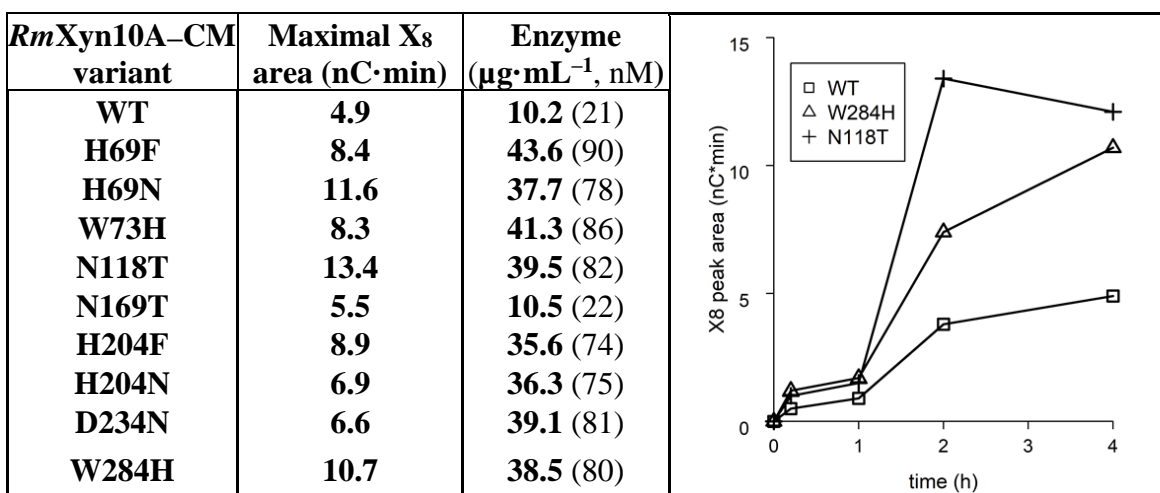 RmXyn10A–CM variant Maximal X₈ area (nC·min) Enzyme (µg·mL⁻¹, nM)
WT 4.9 10.2 (21)
H69F 8.4 43.6 (90)
H69N 11.6 37.7 (78)
W73H 8.3 41.3 (86)
N118T 13.4 39.5 (82)
N169T 5.5 10.5 (22)
H204F 8.9 35.6 (74)
H204N 6.9 36.3 (75)
D234N 6.6 39.1 (81)
W284H 10.7 38.5 (80)
X8 peak area (nC*min)
15
10
5
0
WT
W284H
N118T
0 1 2 3 4
time (h)